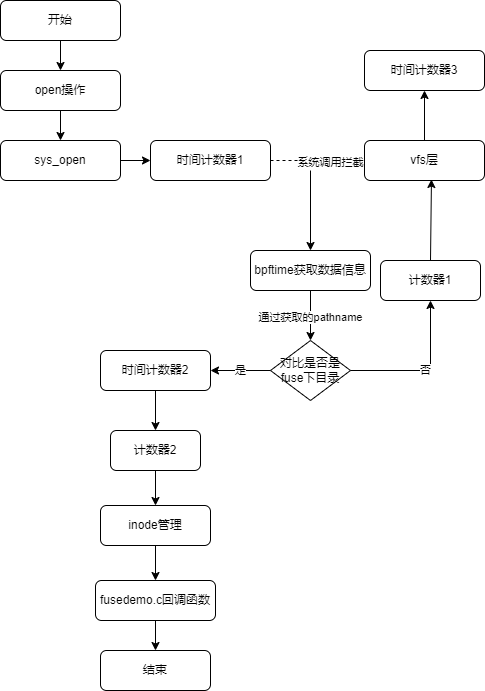 开始
open操作
sys_open
时间计数器1
系统调用拦截
vfs层
时间计数器3
bpftime获取数据信息
计数器1
通过获取的pathname
对比是否是
fuse下目录
是
否
时间计数器2
计数器2
inode管理
fusedemo.c回调函数
结束